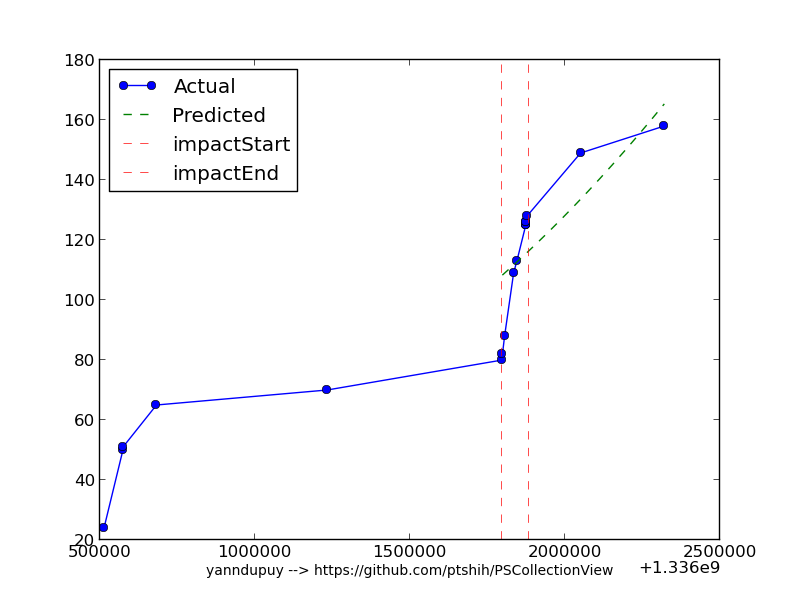 180
160
140
120
100
80
60
40
20
Actual
Predicted
impactStart
impactEnd
500000 1000000 1500000 2000000 2500000
+1.336e9
yanndupuy --> https://github.com/ptshih/PSCollectionView